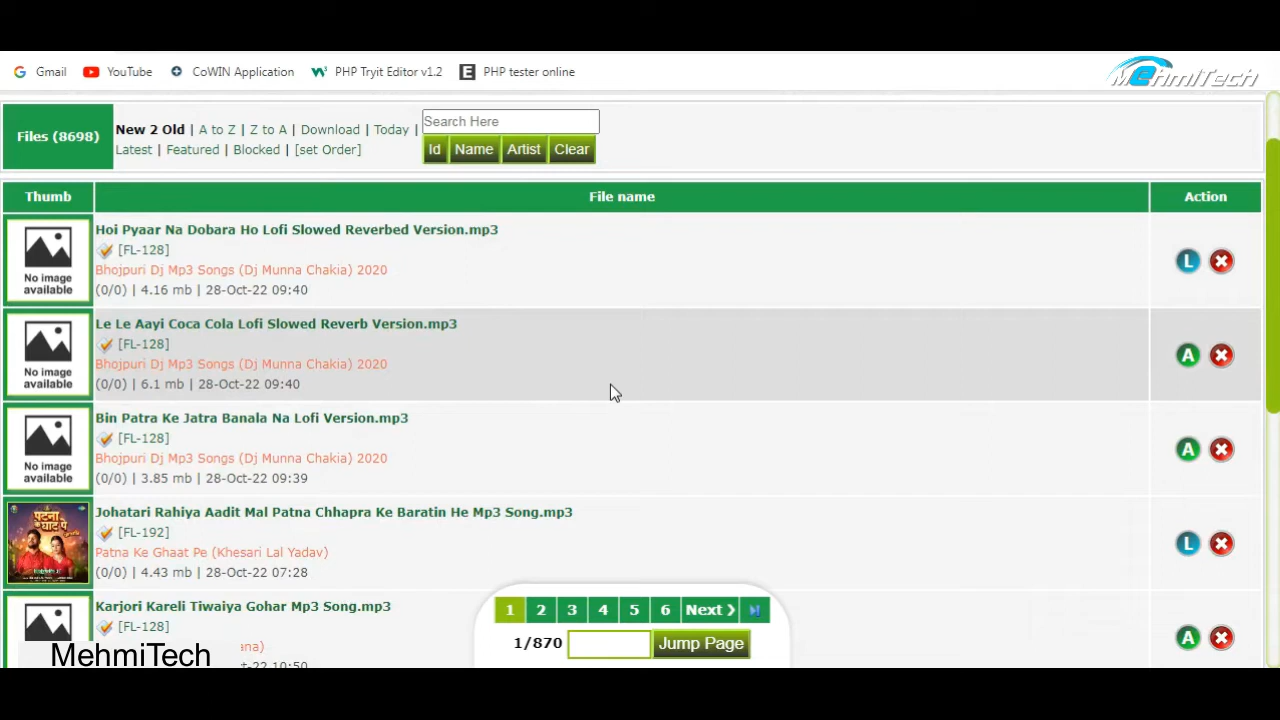 Gmail YouTube CoWIN Application PHP Tryit Editor v1.2 PHP tester online
MehmiTech
Files (8698)
New 2 Old | A to Z | Z to A | Download | Today |
Latest | Featured | Blocked | [set Order]
Search Here
Id Name Artist Clear
Thumb File name Action
No image available
Hoi Pyaar Na Dobara Ho Lofi Slowed Reverbed Version.mp3
[FL-128]
Bhojpuri Dj Mp3 Songs (Dj Munna Chakia) 2020
(0/0) | 4.16 mb | 28-Oct-22 09:40
L
No image available
Le Le Aayi Coca Cola Lofi Slowed Reverb Version.mp3
[FL-128]
Bhojpuri Dj Mp3 Songs (Dj Munna Chakia) 2020
(0/0) | 6.1 mb | 28-Oct-22 09:40
A
No image available
Bin Patra Ke Jatra Banala Na Lofi Version.mp3
[FL-128]
Bhojpuri Dj Mp3 Songs (Dj Munna Chakia) 2020
(0/0) | 3.85 mb | 28-Oct-22 09:39
A
Johatari Rahiya Aadit Mal Patna Chhapra Ke Baratin He Mp3 Song.mp3
[FL-192]
Patna Ke Ghaat Pe (Khesari Lal Yadav)
(0/0) | 4.43 mb | 28-Oct-22 07:28
L
Karjori Kareli Tiwaiya Gohar Mp3 Song.mp3
[FL-128]
A
1 2 3 4 5 6 Next ❯
1/870 Jump Page
MehmiTech